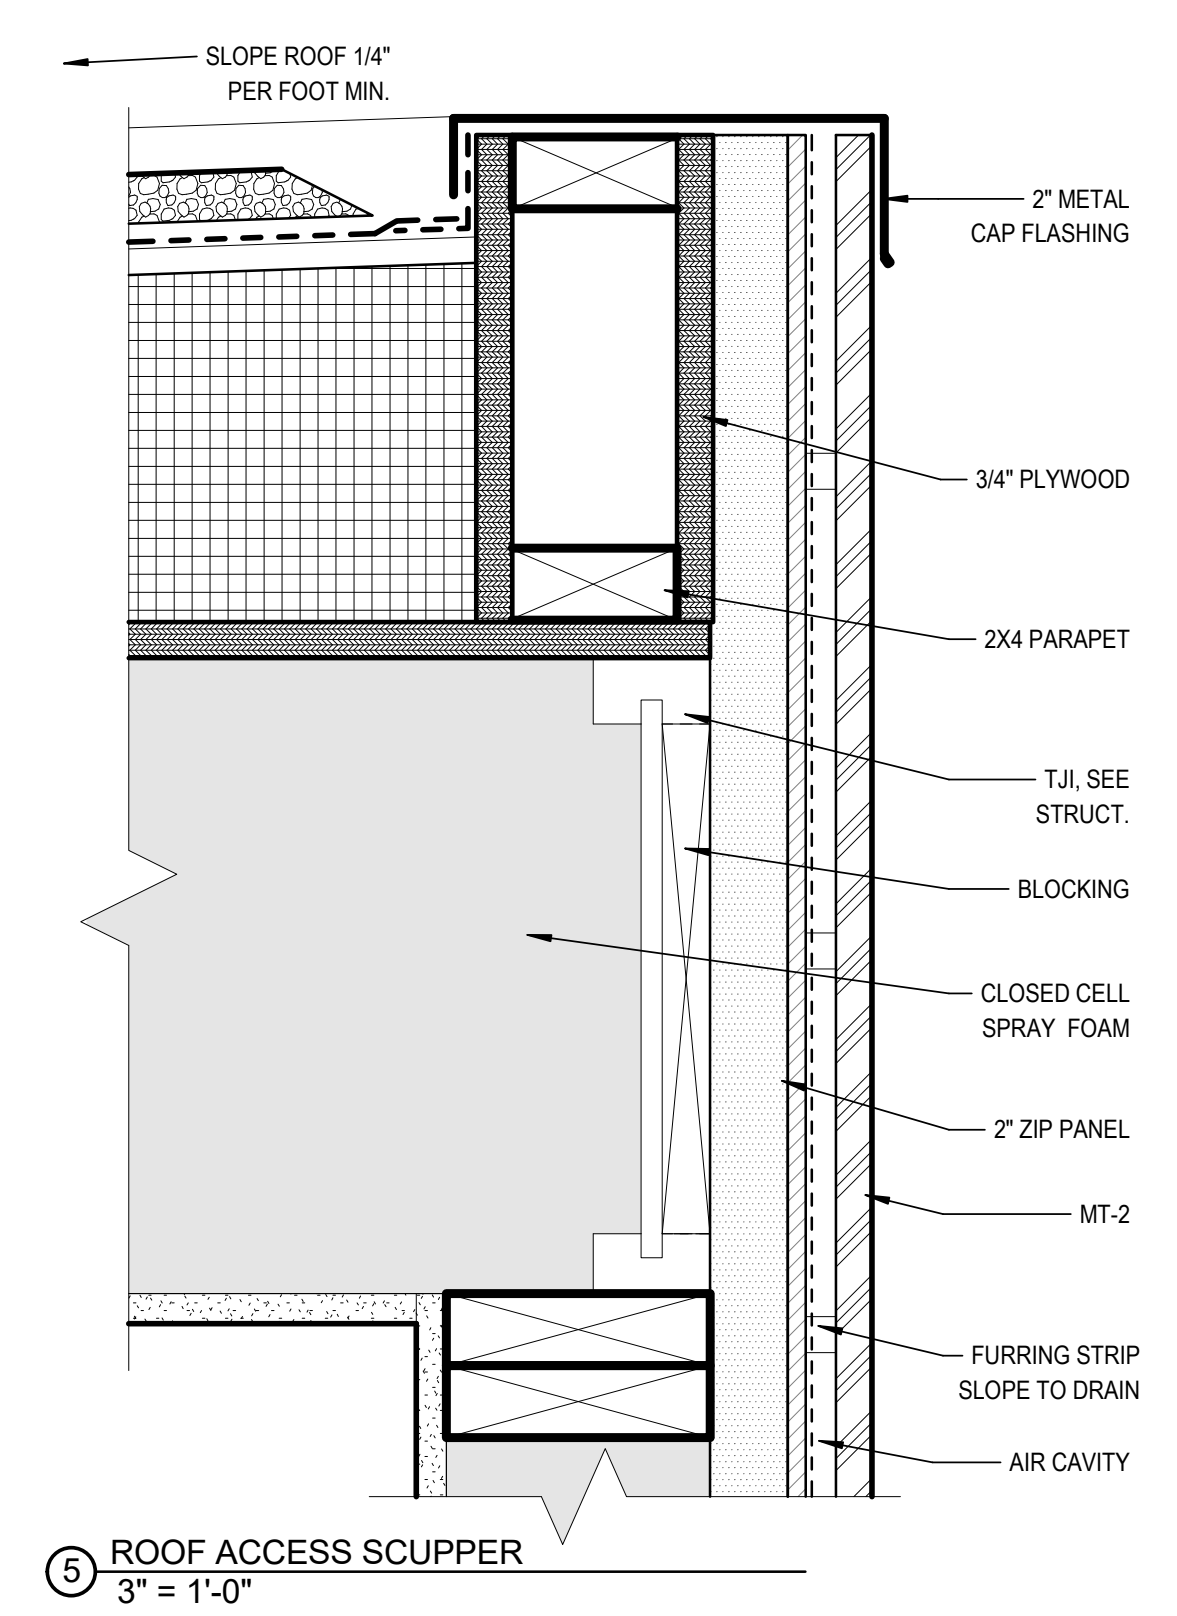 SLOPE ROOF 1/4"
PER FOOT MIN.
2" METAL
CAP FLASHING
3/4" PLYWOOD
2X4 PARAPET
TJI, SEE
STRUCT.
BLOCKING
CLOSED CELL
SPRAY FOAM
2" ZIP PANEL
MT-2
FURRING STRIP
SLOPE TO DRAIN
AIR CAVITY
5 ROOF ACCESS SCUPPER
3" = 1'-0"